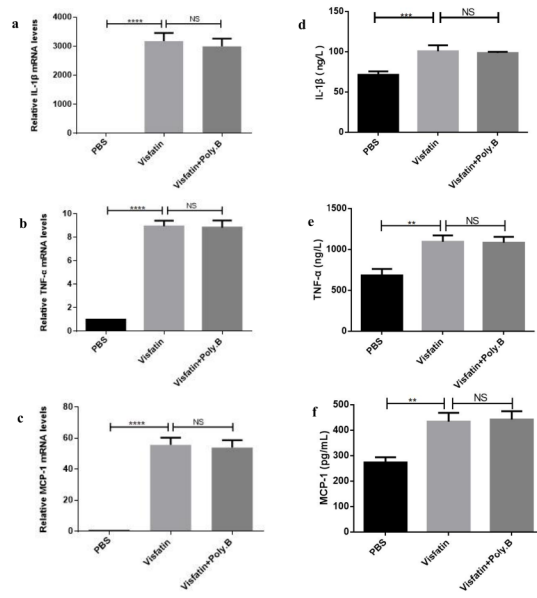 a
Relative IL-1β mRNA levels
4000
3000
2000
1000
0
****
NS
PBS
Visfatin
Visfatin+Poly.B
d
IL-1β ( ng/L)
150
100
50
0
***
NS
PBS
Visfatin
Visfatin+Poly.B
b
Relative TNF-α mRNA levels
10
8
6
4
2
0
****
NS
PBS
Visfatin
Visfatin+Poly.B
e
TNF-α (ng/L)
1500
1000
500
0
**
NS
PBS
Visfatin
Visfatin+Poly.B
c
Relative MCP-1 mRNA levels
80
60
40
20
0
****
NS
PBS
Visfatin
Visfatin+Poly.B
f
MCP-1 (pg/mL)
500
400
300
200
100
0
**
NS
PBS
Visfatin
Visfatin+Poly.B